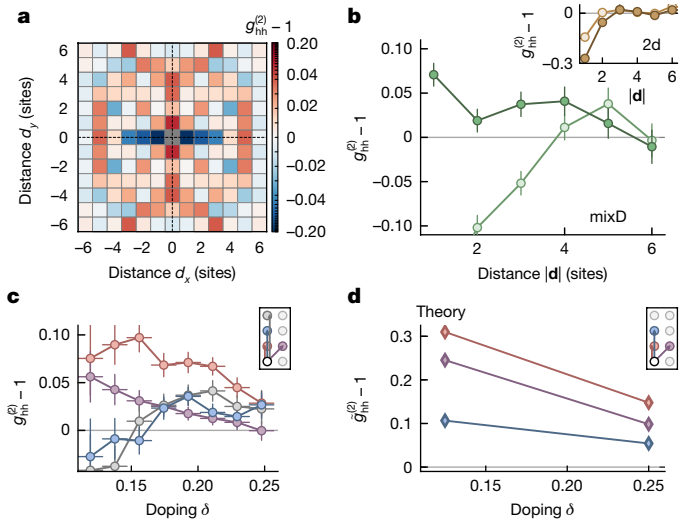 a
g^{(2)}_{hh} − 1
6
4
2
0
−2
−4
−6
Distance d_y (sites)
−6 −4 −2 0 2 4 6
Distance d_x (sites)
0.20
0.04
0.02
0
−0.02
−0.04
−0.20
b
g^{(2)}_{hh} − 1
0.10
0.05
0
−0.05
−0.10
2 4 6
Distance |d| (sites)
mixD
g^{(2)}_{hh} − 1
0
−0.3
2 4 6
|d|
2d
c
g^{(2)}_{hh} − 1
0.10
0.05
0
0.15 0.20 0.25
Doping δ
d
Theory
g̃^{(2)}_{hh} − 1
0.3
0.2
0.1
0
0.15 0.20 0.25
Doping δ